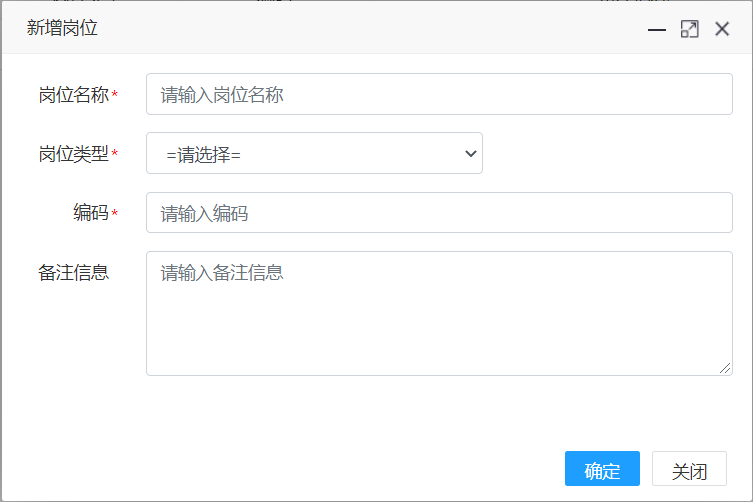 新增岗位
岗位名称* 请输入岗位名称
岗位类型* =请选择=
编码* 请输入编码
备注信息 请输入备注信息
确定 关闭